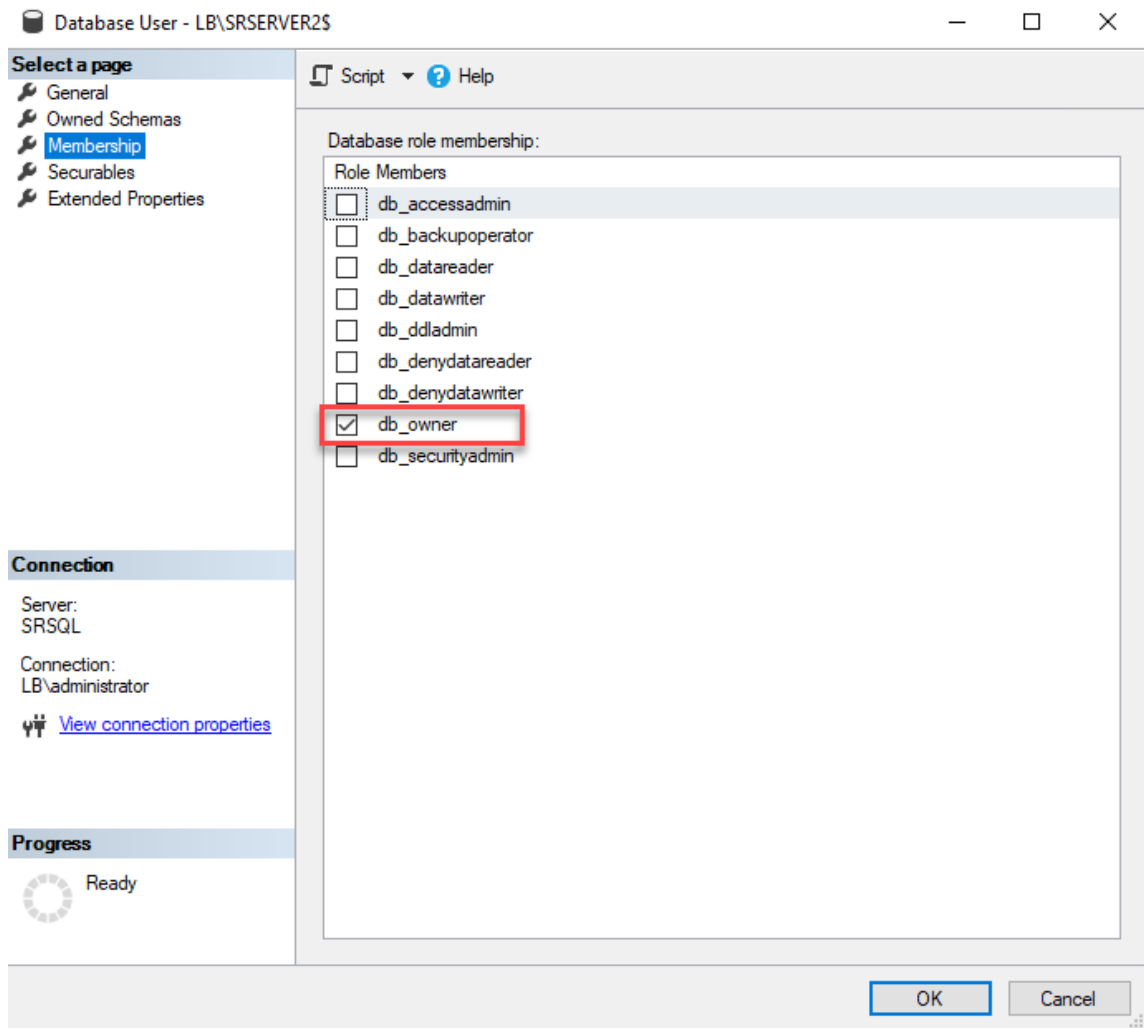 Database User - LB\SRSERVER2$
Select a page
General
Owned Schemas
Membership
Securables
Extended Properties
Script
Help
Database role membership:
Role Members
db_accessadmin
db_backupoperator
db_datareader
db_datawriter
db_ddladmin
db_denydatareader
db_denydatawriter
db_owner
db_securityadmin
Connection
Server:
SRSQL
Connection:
LB\administrator
View connection properties
Progress
Ready
OK
Cancel